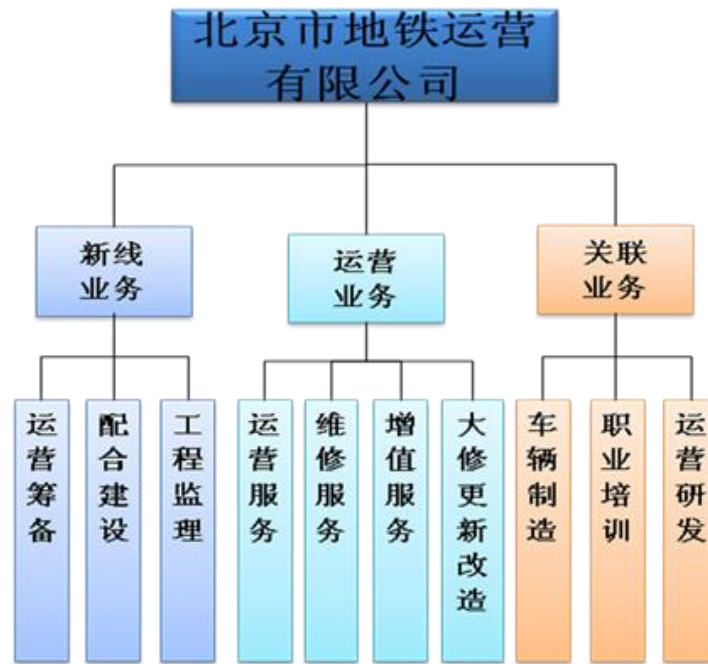 北京市地铁运营
有限公司
新线
业务
运营
业务
关联
业务
运营筹备
配合建设
工程监理
运营服务
维修服务
增值服务
大修更新改造
车辆制造
职业培训
运营研发